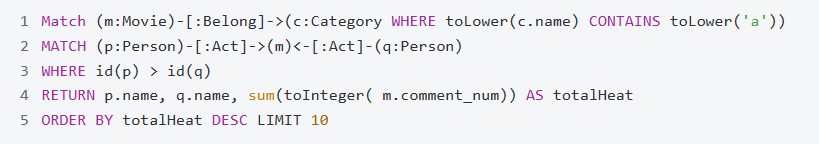 1 Match (m:Movie)-[:Belong]->(c:Category WHERE toLower(c.name) CONTAINS toLower('a'))
2 MATCH (p:Person)-[:Act]->(m)<-[:Act]-(q:Person)
3 WHERE id(p) > id(q)
4 RETURN p.name, q.name, sum(toInteger( m.comment_num)) AS totalHeat
5 ORDER BY totalHeat DESC LIMIT 10